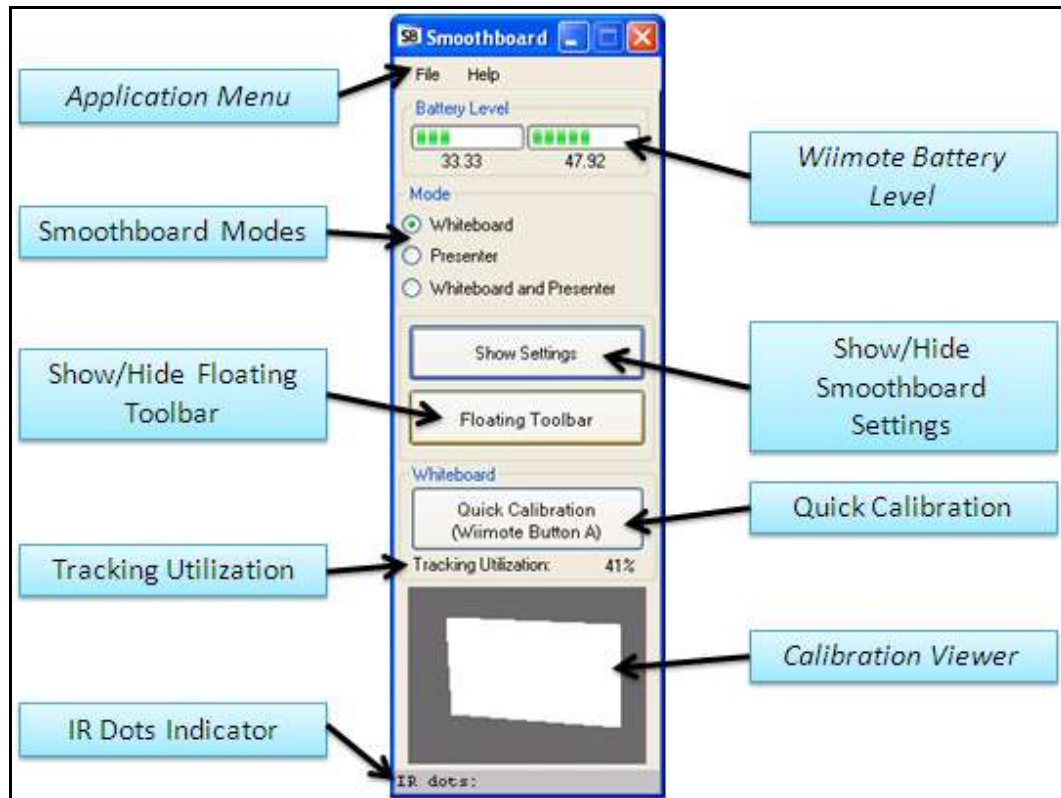 SB Smoothboard
File Help
Application Menu
Battery Level
33.33 47.92
Wiimote Battery
Level
Mode
Whiteboard
Presenter
Whiteboard and Presenter
Smoothboard Modes
Show Settings
Show/Hide
Smoothboard
Settings
Show/Hide Floating
Toolbar
Floating Toolbar
Whiteboard
Quick Calibration
(Wiimote Button A)
Quick Calibration
Tracking Utilization
Tracking Utilization: 41%
Calibration Viewer
IR Dots Indicator
IR dots: